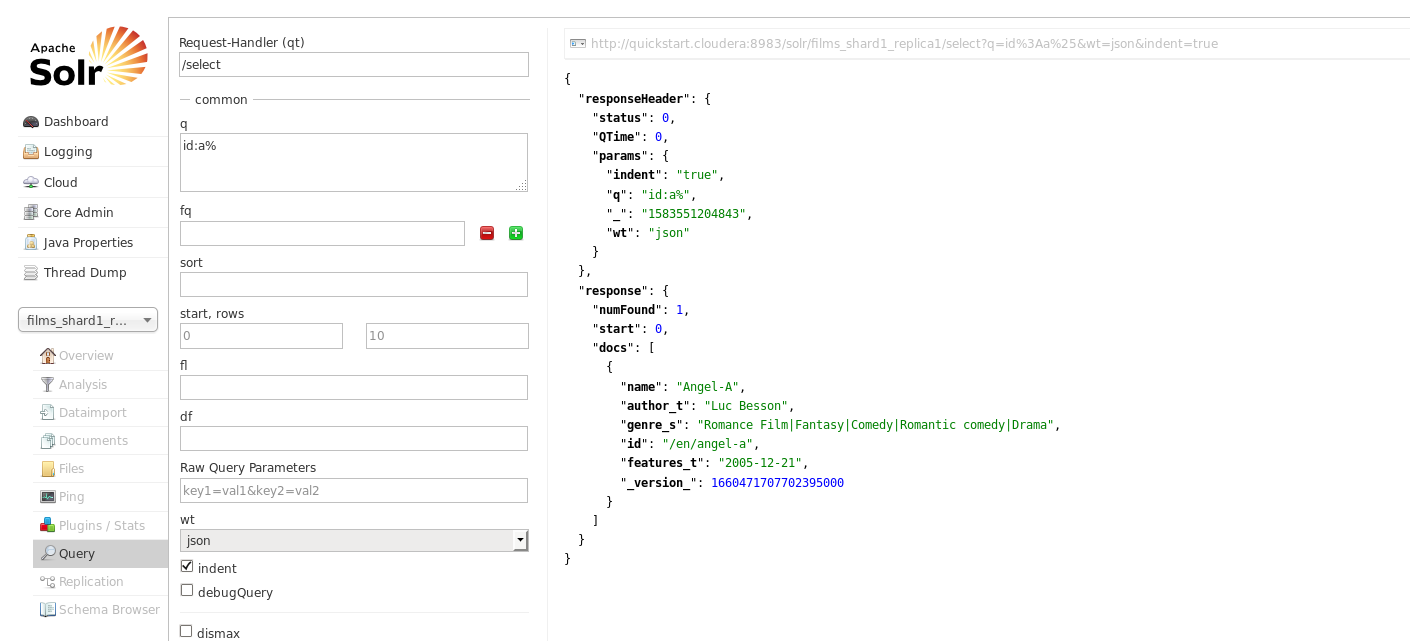 Apache
Solr
Dashboard
Logging
Cloud
Core Admin
Java Properties
Thread Dump
films_shard1_r...
Overview
Analysis
Dataimport
Documents
Files
Ping
Plugins / Stats
Query
Replication
Schema Browser
Request-Handler (qt)
/select
common
q
id:a%
fq
sort
start, rows
0 10
fl
df
Raw Query Parameters
key1=val1&key2=val2
wt
json
indent
debugQuery
dismax
http://quickstart.cloudera:8983/solr/films_shard1_replica1/select?q=id%3Aa%25&wt=json&indent=true
{
  "responseHeader": {
    "status": 0,
    "QTime": 0,
    "params": {
      "indent": "true",
      "q": "id:a%",
      "_": "1583551204843",
      "wt": "json"
    }
  },
  "response": {
    "numFound": 1,
    "start": 0,
    "docs": [
      {
        "name": "Angel-A",
        "author_t": "Luc Besson",
        "genre_s": "Romance Film|Fantasy|Comedy|Romantic comedy|Drama",
        "id": "/en/angel-a",
        "features_t": "2005-12-21",
        "_version_": 1660471707702395000
      }
    ]
  }
}